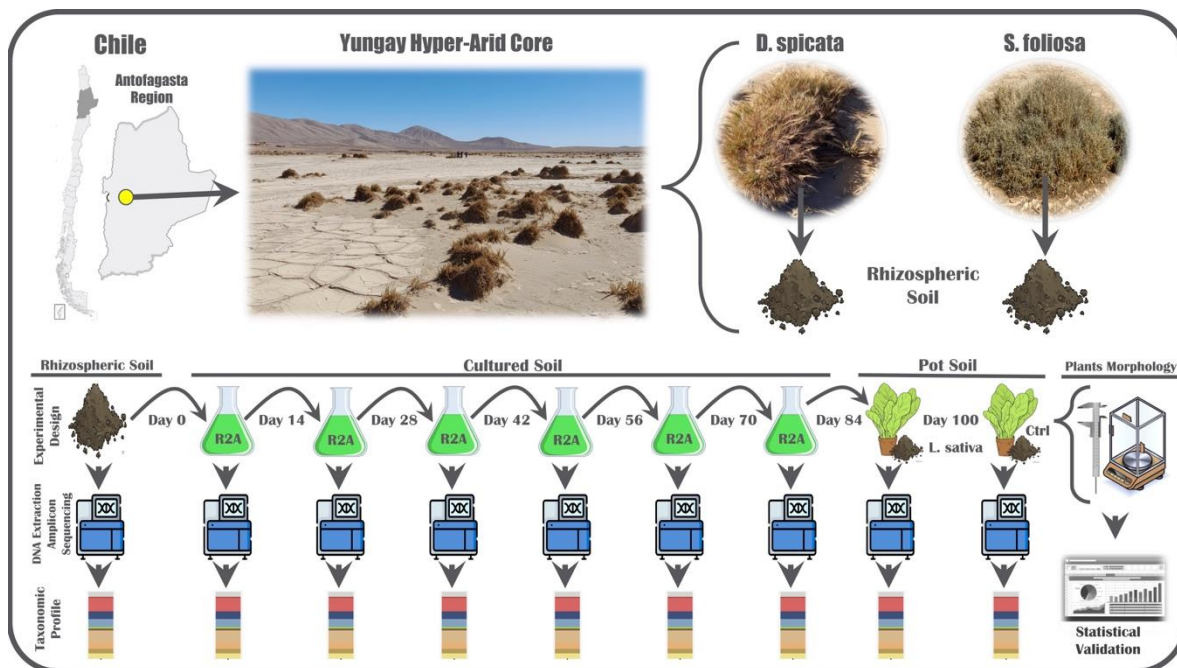 Chile
Antofagasta
Region
Yungay Hyper-Arid Core
D. spicata
S. foliosa
Rhizospheric
Soil
Rhizospheric Soil
Cultured Soil
Pot Soil
Plants Morphology
Experimental
Design
Day 0
Day 14
Day 28
Day 42
Day 56
Day 70
Day 84
Day 100
Ctrl
R2A
R2A
R2A
R2A
R2A
R2A
L. sativa
DNA Extraction
Amplicon
Sequencing
Taxonomic
Profile
Statistical
Validation